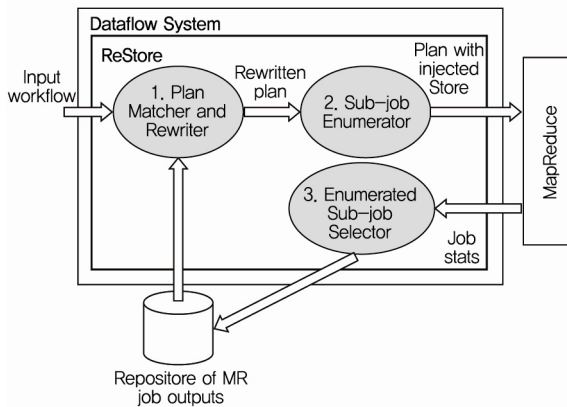 Dataflow System
ReStore
Input
workflow
1. Plan
Matcher and
Rewriter
Rewritten
plan
2. Sub-job
Enumerator
Plan with
injected
Store
MapReduce
3. Enumerated
Sub-job
Selector
Job
stats
Repositore of MR
job outputs